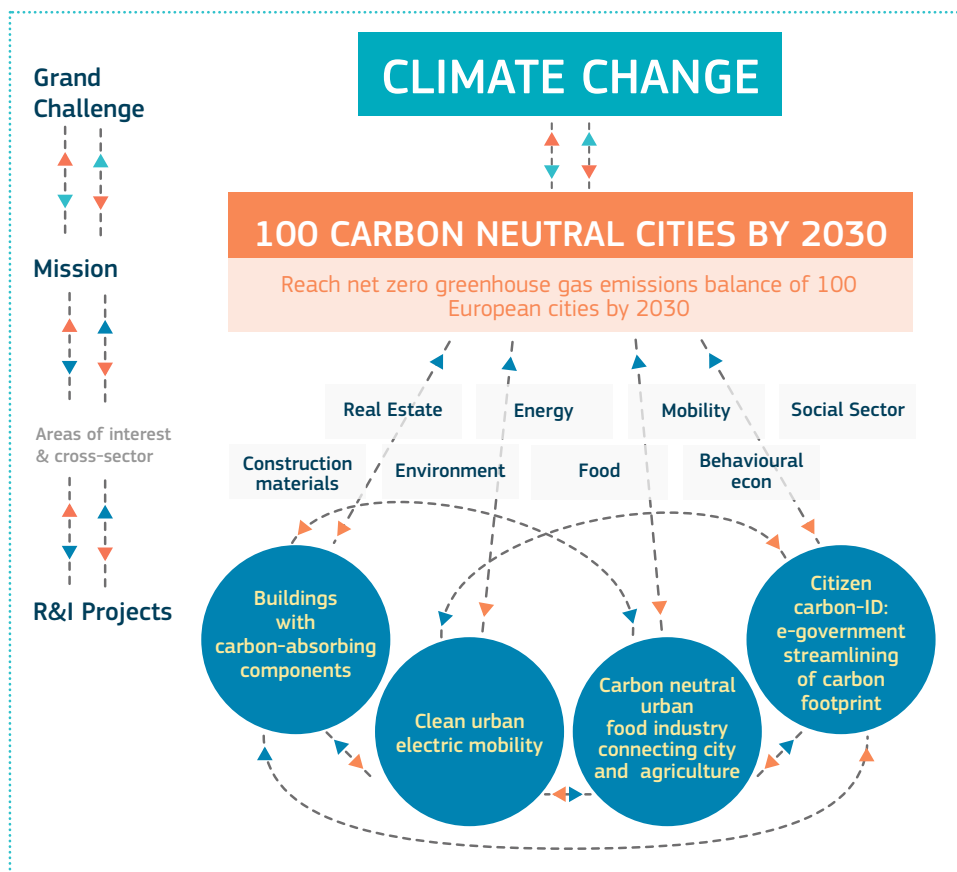 Grand
Challenge
CLIMATE CHANGE
Mission
100 CARBON NEUTRAL CITIES BY 2030
Reach net zero greenhouse gas emissions balance of 100
European cities by 2030
Areas of interest
& cross-sector
Real Estate
Energy
Mobility
Social Sector
Construction
materials
Environment
Food
Behavioural
econ
R&I Projects
Buildings
with
carbon-absorbing
components
Clean urban
electric mobility
Carbon neutral
urban
food industry
connecting city
and agriculture
Citizen
carbon-ID:
e-government
streamlining
of carbon
footprint